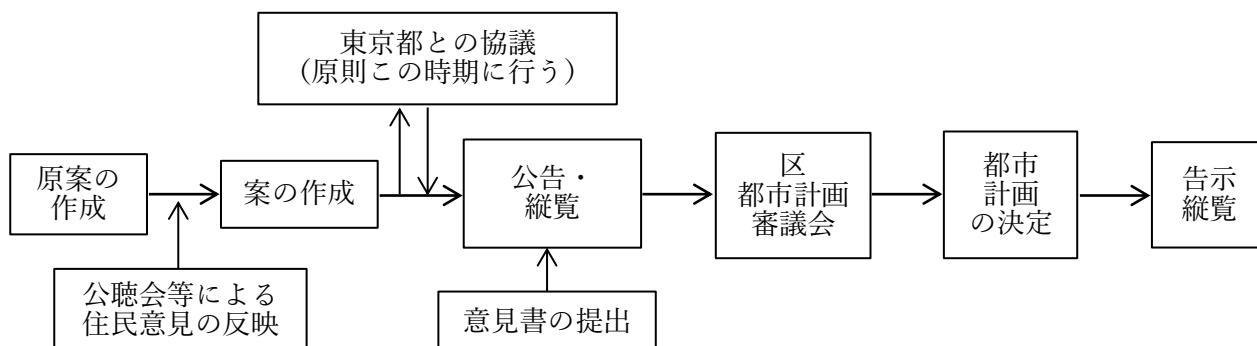 東京都との協議
（原則この時期に行う）
原案の
作成
案の作成
公告・
縦覧
区
都市計画
審議会
都市
計画
の決定
告示
縦覧
公聴会等による
住民意見の反映
意見書の提出